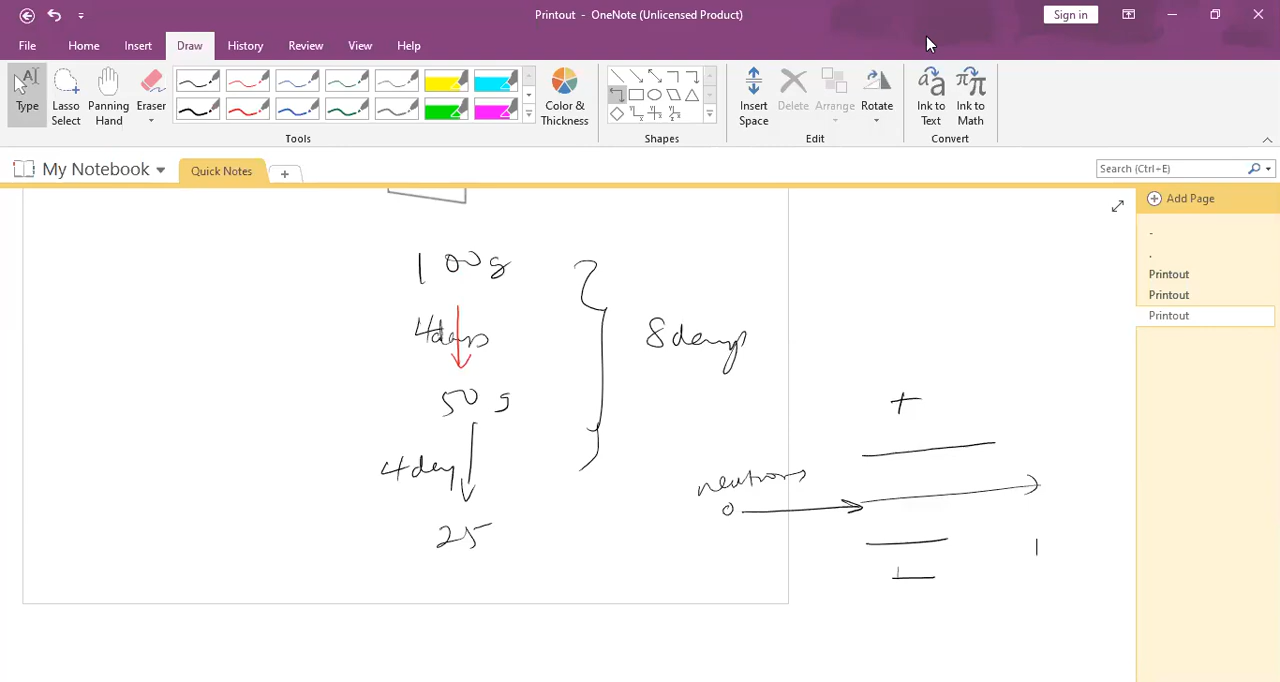 Printout - OneNote (Unlicensed Product)
Sign in
File Home Insert Draw History Review View Help
Type
Lasso Select
Panning Hand
Eraser
Color & Thickness
Insert Space
Delete
Arrange
Rotate
Ink to Text
Ink to Math
Tools
Shapes
Edit
Convert
My Notebook
Quick Notes
Search (Ctrl+E)
Add Page
-
.
Printout
Printout
Printout
100g
4days
50 g
4day
25
8days
+
neutrons